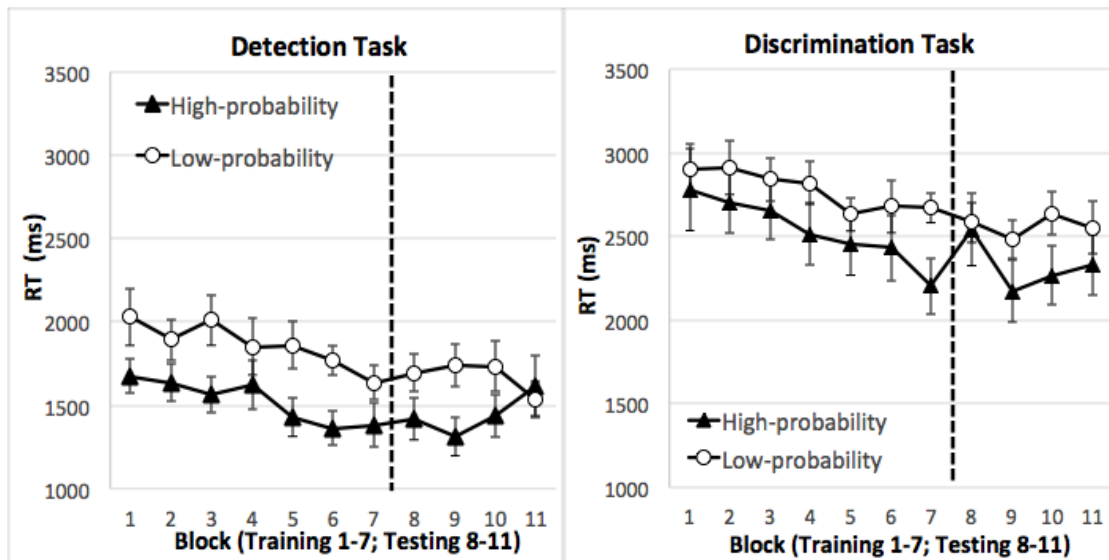 Detection Task
3500
3000
2500
2000
1500
1000
RT (ms)
High-probability
Low-probability
1 2 3 4 5 6 7 8 9 10 11
Block (Training 1-7; Testing 8-11)
Discrimination Task
3500
3000
2500
2000
1500
1000
RT (ms)
High-probability
Low-probability
1 2 3 4 5 6 7 8 9 10 11
Block (Training 1-7; Testing 8-11)